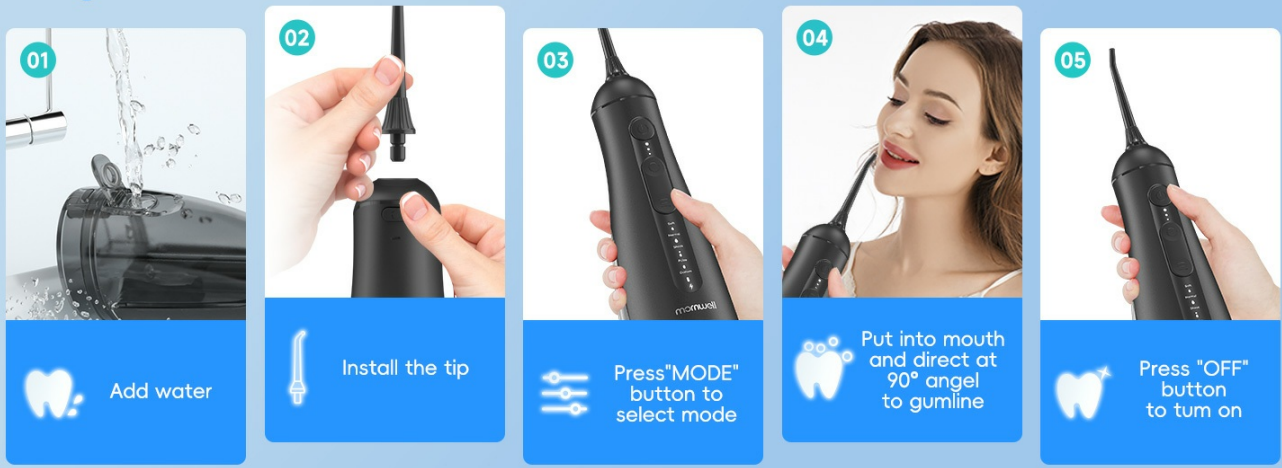 01
Add water
02
Install the tip
03
mornwell
Press"MODE"
button to
select mode
04
Put into mouth
and direct at
90° angel
to gumline
05
Press "OFF"
button
to tum on